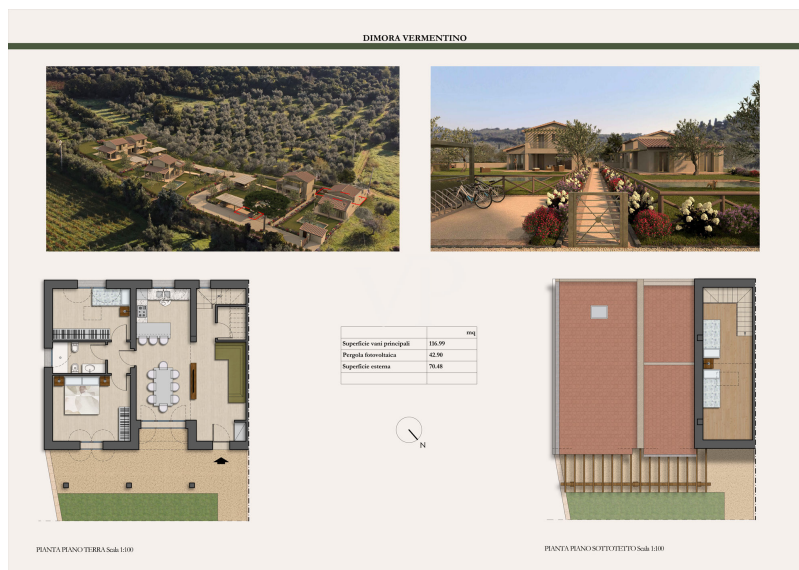 DIMORA VERMENTINO
mq
Superficie vani principali 116.99
Pergola fotovoltaica 42.90
Superficie esterna 70.48
N
PIANTA PIANO TERRA Scala 1:100
PIANTA PIANO SOTTOTETTO Scala 1:100